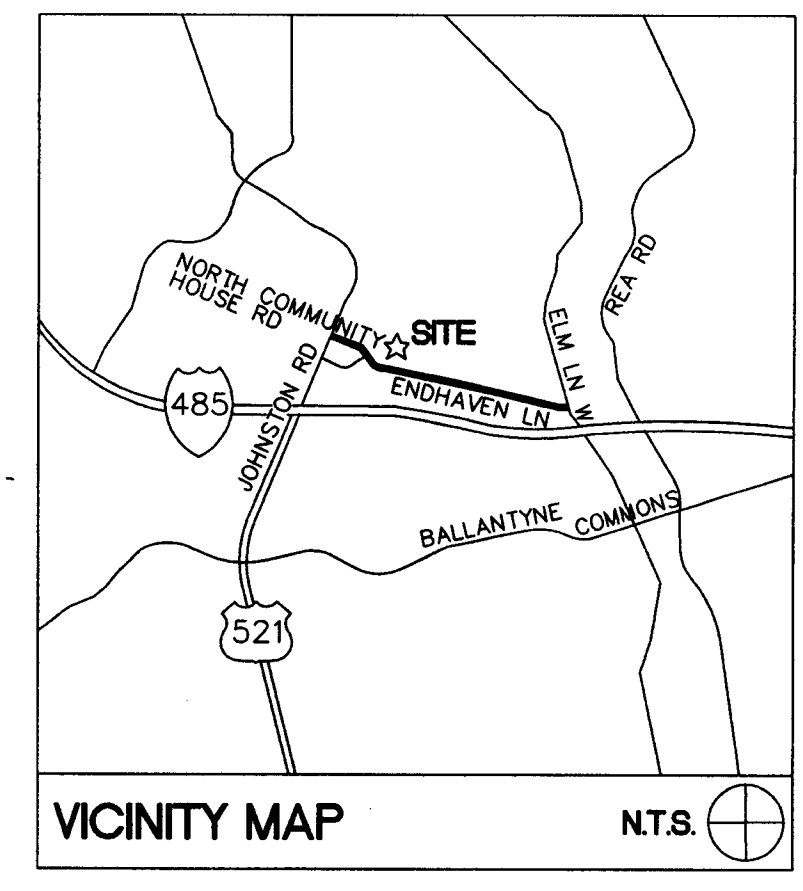 NORTH COMMUNITY
HOUSE RD
SITE
REA RD
ELM LN W
JOHNSTON RD
ENDHAVEN LN
485
BALLANTYNE COMMONS
521
VICINITY MAP
N.T.S.